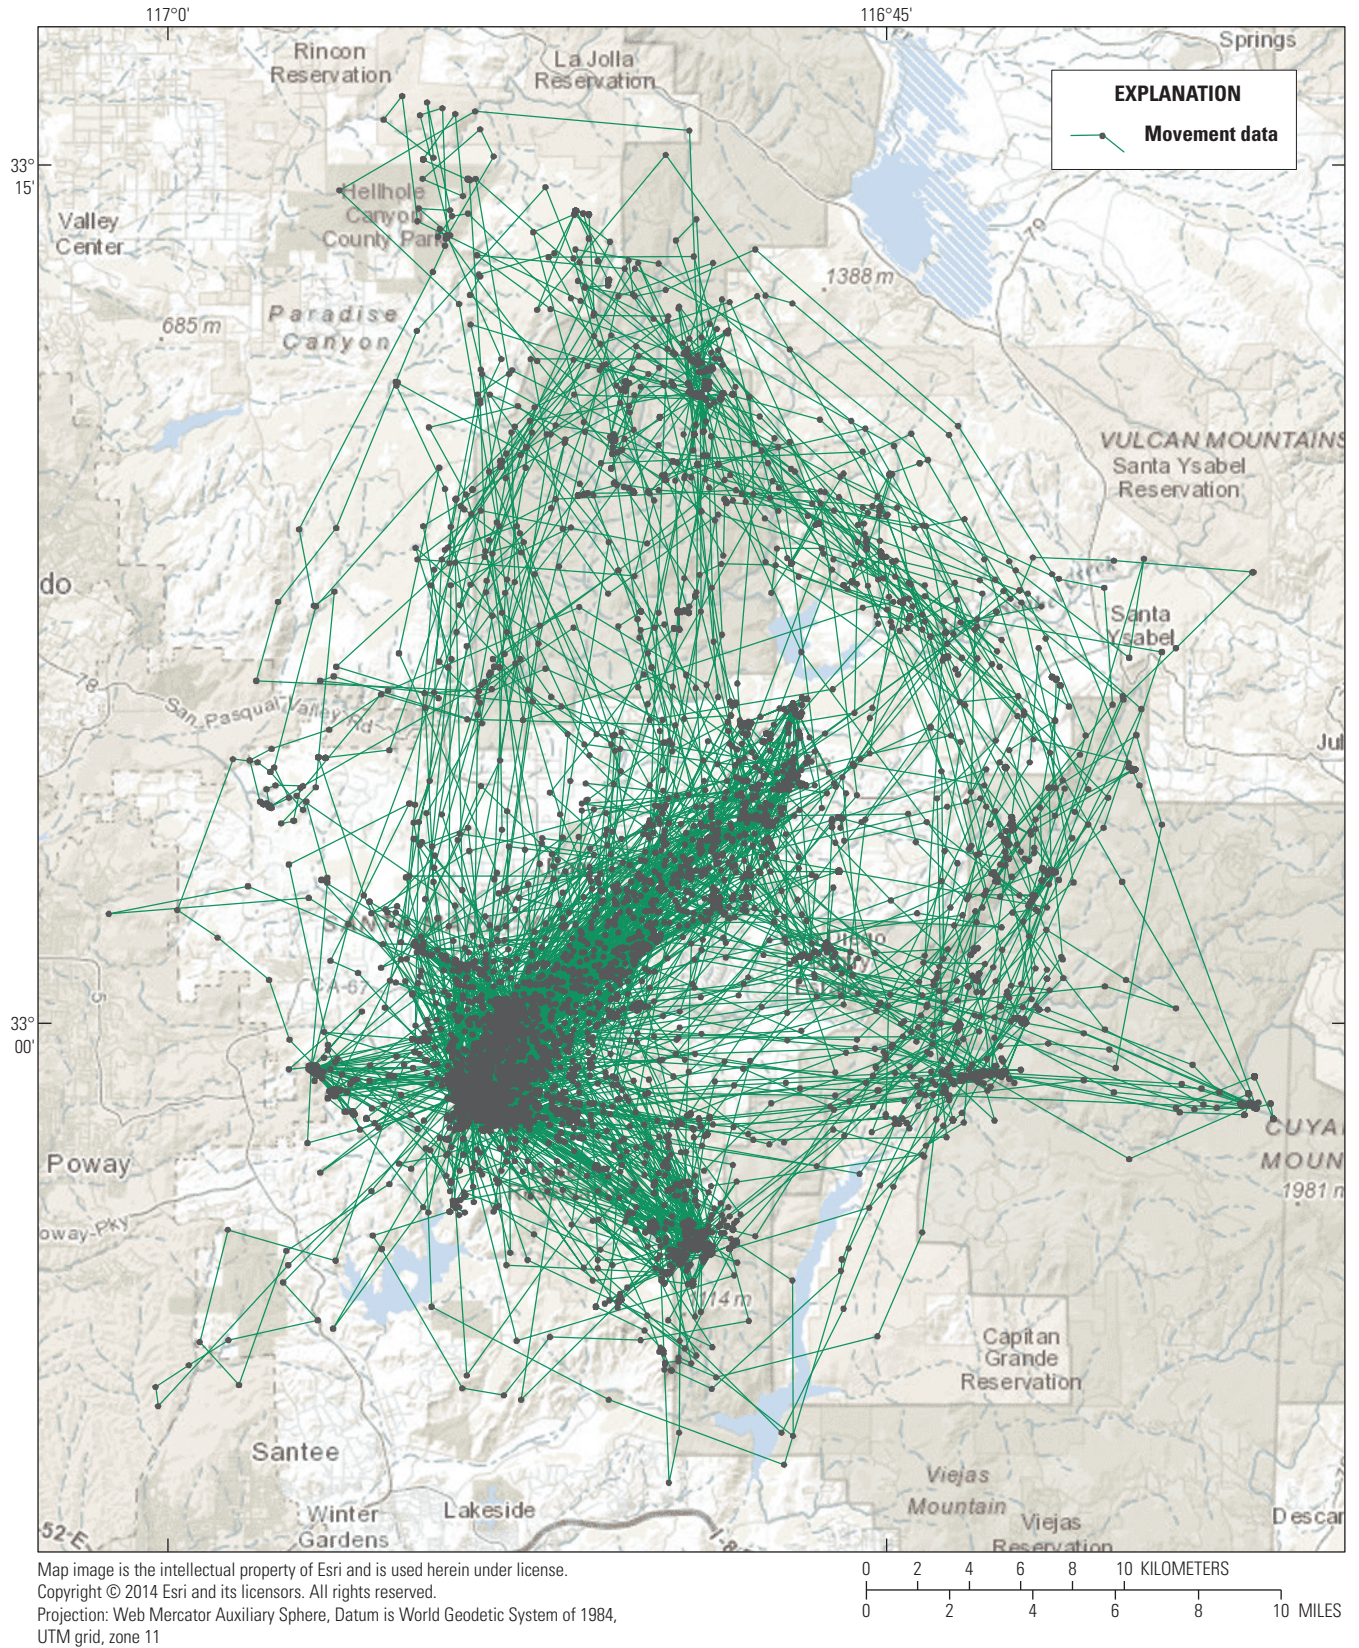 117°0'
116°45'
Springs
Rincon
Reservation
La Jolla
Reservation
EXPLANATION
Movement data
33°
15'
Hellhole
Canyon
County Park
Valley
Center
79
1388 m
Paradise
Canyon
685 m
VULCAN MOUNTAINS
Santa Ysabel
Reservation
do
Santa
Ysabel
78
San Pasqual Valley Rd
Jul
SAN
CA-67
5
33°
00'
Poway
CUYA
MOUN
1981 m
oway-Pky
114 m
Capitan
Grande
Reservation
Santee
Viejas
Mountain
Winter
Gardens
Lakeside
Viejas
Reservation
Descan
52-E
I-8
Map image is the intellectual property of Esri and is used herein under license.
Copyright © 2014 Esri and its licensors. All rights reserved.
Projection: Web Mercator Auxiliary Sphere, Datum is World Geodetic System of 1984,
UTM grid, zone 11
0 2 4 6 8 10 KILOMETERS
0 2 4 6 8 10 MILES